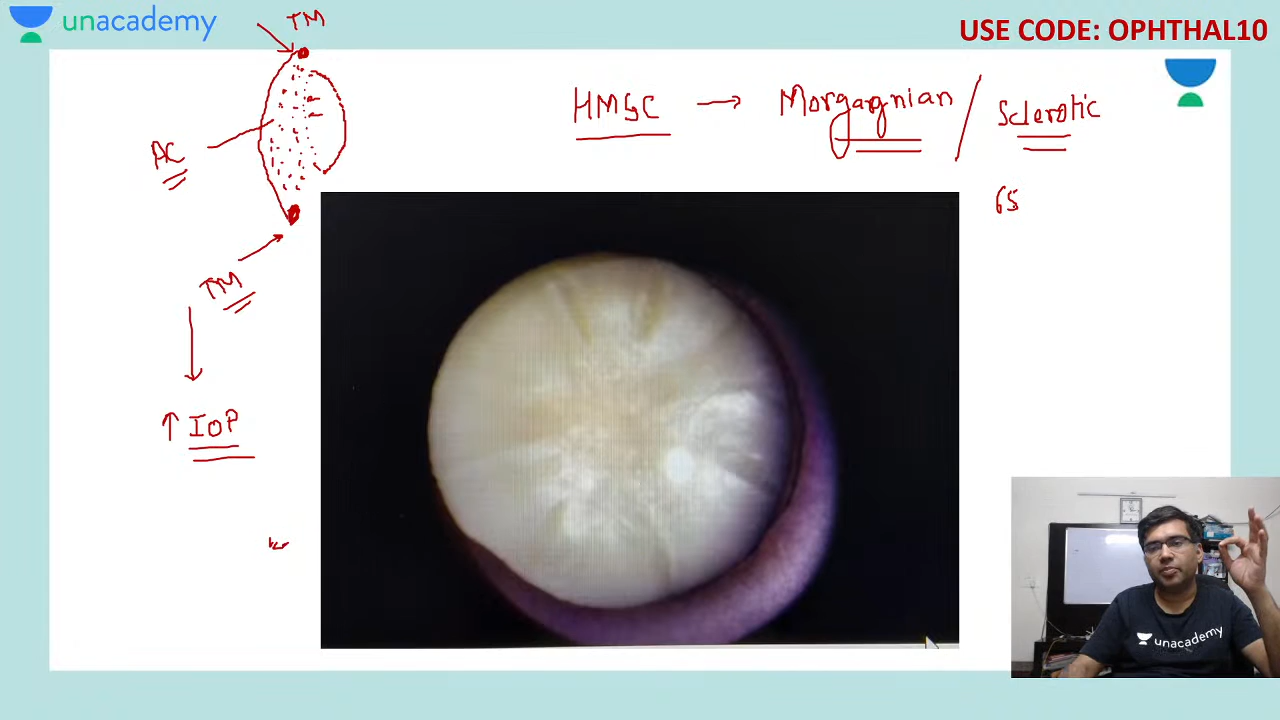 unacademy
USE CODE: OPHTHAL10
TM
HMSC → Morgagnian / Sclerotic
AC
65
TM
↑ IOP
unacademy